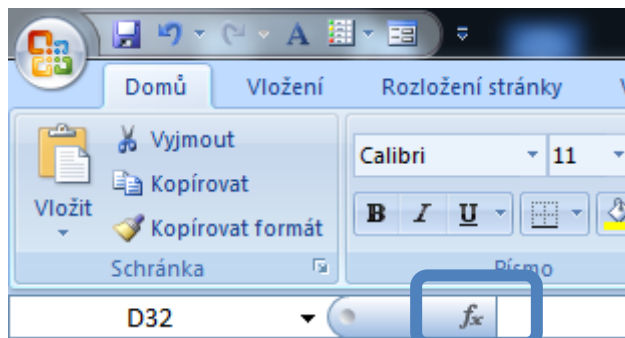 A
Domů Vložení Rozložení stránky
Vyjmout
Calibri 11
Kopírovat
Vložit
B I U
Kopírovat formát
Schránka Písmo
D32 fx